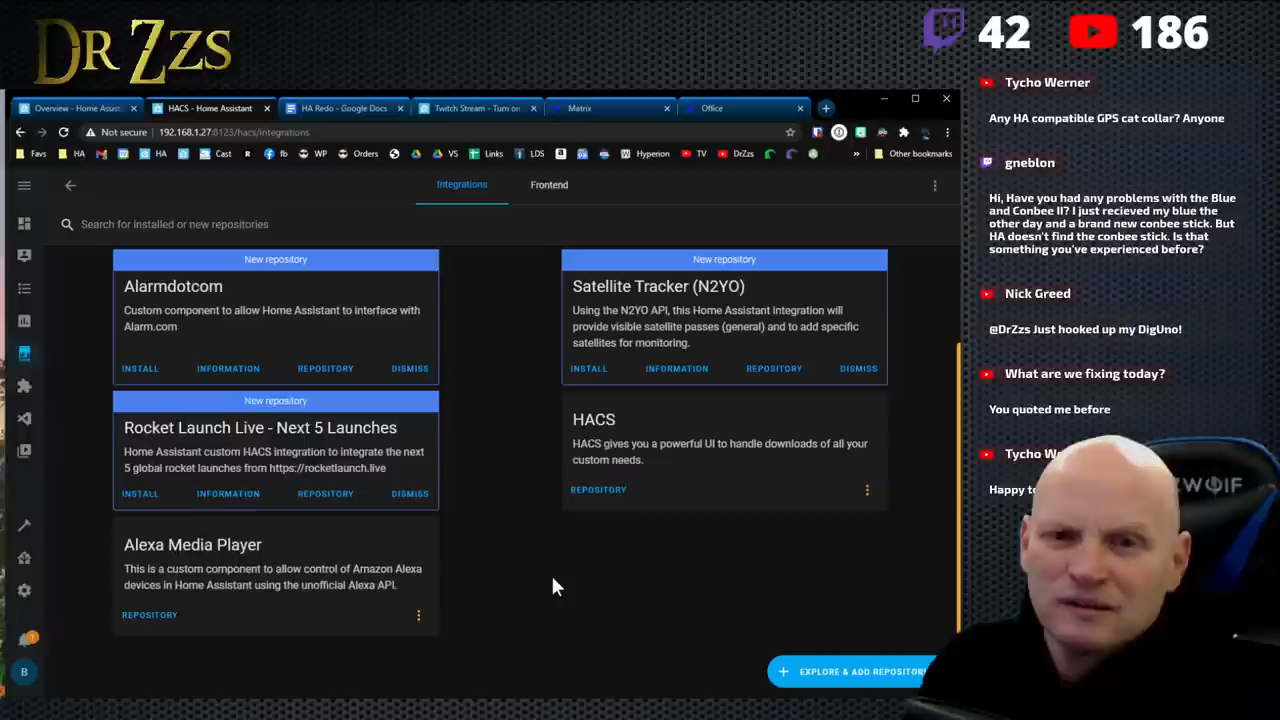 DR ZZS
42
186
Overview - Home Assist
HACS - Home Assistant
HA Redo - Google Docs
Twitch Stream - Turn on
Matrix
Office
Not secure
192.168.1.27:8123/hacs/integrations
Favs
HA
HA
Cast
fb
WP
Orders
VS
Links
LOS
Hyperion
TV
DrZzs
Other bookmarks
Integrations
Frontend
Search for installed or new repositories
New repository
Alarmdotcom
Custom component to allow Home Assistant to interface with
Alarm.com
INSTALL
INFORMATION
REPOSITORY
DISMISS
New repository
Satellite Tracker (N2YO)
Using the N2YO API, this Home Assistant integration will
provide visible satellite passes (general) and to add specific
satellites for monitoring.
INSTALL
INFORMATION
REPOSITORY
DISMISS
New repository
Rocket Launch Live - Next 5 Launches
Home Assistant custom HACS integration to integrate the next
5 global rocket launches from https://rocketlaunch.live
INSTALL
INFORMATION
REPOSITORY
DISMISS
HACS
HACS gives you a powerful UI to handle downloads of all your
custom needs.
REPOSITORY
Alexa Media Player
This is a custom component to allow control of Amazon Alexa
devices in Home Assistant using the unofficial Alexa API.
REPOSITORY
B
+ EXPLORE & ADD REPOSITOR
Tycho Werner
Any HA compatible GPS cat collar? Anyone
gneblon
Hi, Have you had any problems with the Blue
and Conbee II? I just recieved my blue the
other day and a brand new conbee stick. But
HA doesn't find the conbee stick. Is that
something you've experienced before?
Nick Greed
@DrZzs Just hooked up my DigUno!
What are we fixing today?
You quoted me before
Tycho We
Happy to